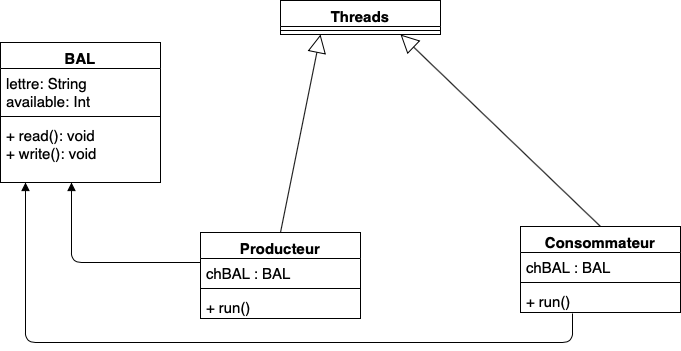 Threads
BAL
lettre: String
available: Int
+ read(): void
+ write(): void
Producteur
chBAL : BAL
+ run()
Consommateur
chBAL : BAL
+ run()